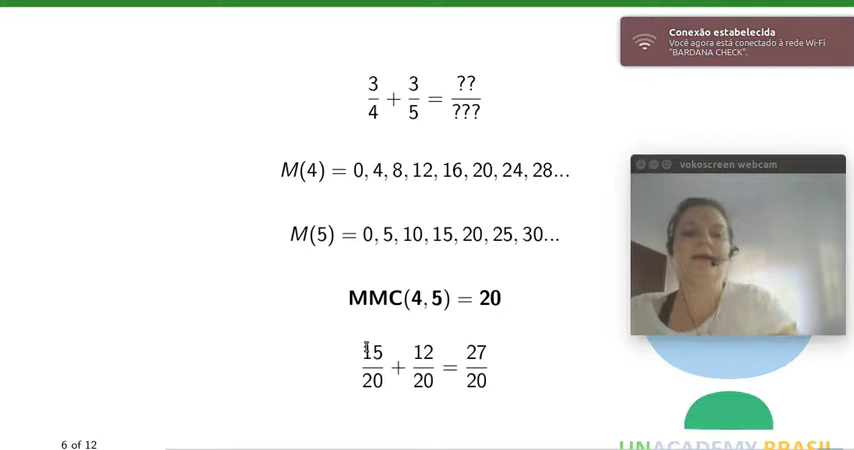 Conexão estabelecida
Você agora está conectado à rede Wi-Fi
"BARDANA CHECK".
3/4 + 3/5 = ??/???
M(4) = 0, 4, 8, 12, 16, 20, 24, 28...
vokoscreen webcam
M(5) = 0, 5, 10, 15, 20, 25, 30...
MMC(4, 5) = 20
15/20 + 12/20 = 27/20
6 of 12
UNACADEMY BRASIL